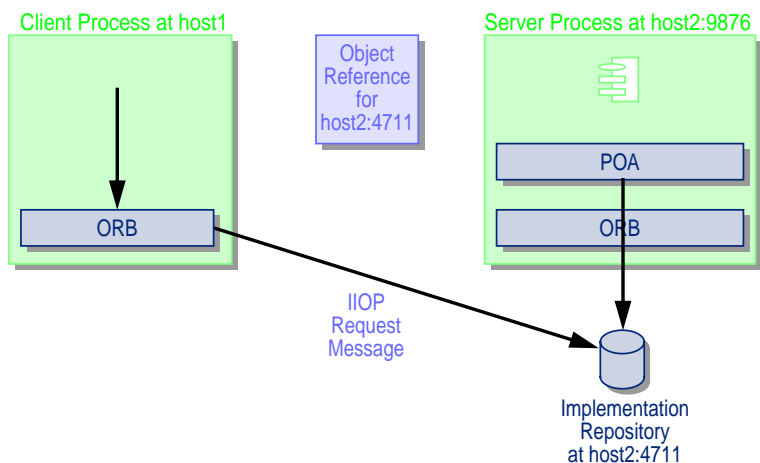 Client Process at host1
Server Process at host2:9876
Object
Reference
for
host2:4711
POA
ORB
ORB
IIOP
Request
Message
Implementation
Repository
at host2:4711